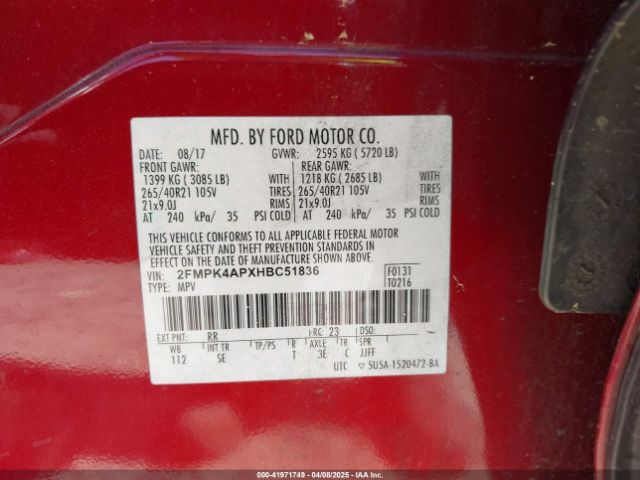 MFD. BY FORD MOTOR CO.
DATE: 08/17 GVWR: 2595 KG ( 5720 LB)
FRONT GAWR: REAR GAWR:
1399 KG ( 3085 LB) WITH 1218 KG ( 2685 LB) WITH
265/40R21 105V TIRES 265/40R21 105V TIRES
21x9.0J RIMS 21x9.0J RIMS
AT 240 kPa/ 35 PSI COLD AT 240 kPa/ 35 PSI COLD
THIS VEHICLE CONFORMS TO ALL APPLICABLE FEDERAL MOTOR
VEHICLE SAFETY AND THEFT PREVENTION STANDARDS IN
EFFECT ON THE DATE OF MANUFACTURE SHOWN ABOVE.
VIN: 2FMPK4APXHBC51836 F0131
TYPE: MPV T0216
EXT PNT: RR RC: 23 DSO:
WB INT TR TP/PS R AXLE TR SPR
112 SE T 3E C JJFF
UTC ▽ 5U5A-1520472-BA
00-41971749 - 04/08/2025 - IAA Inc.